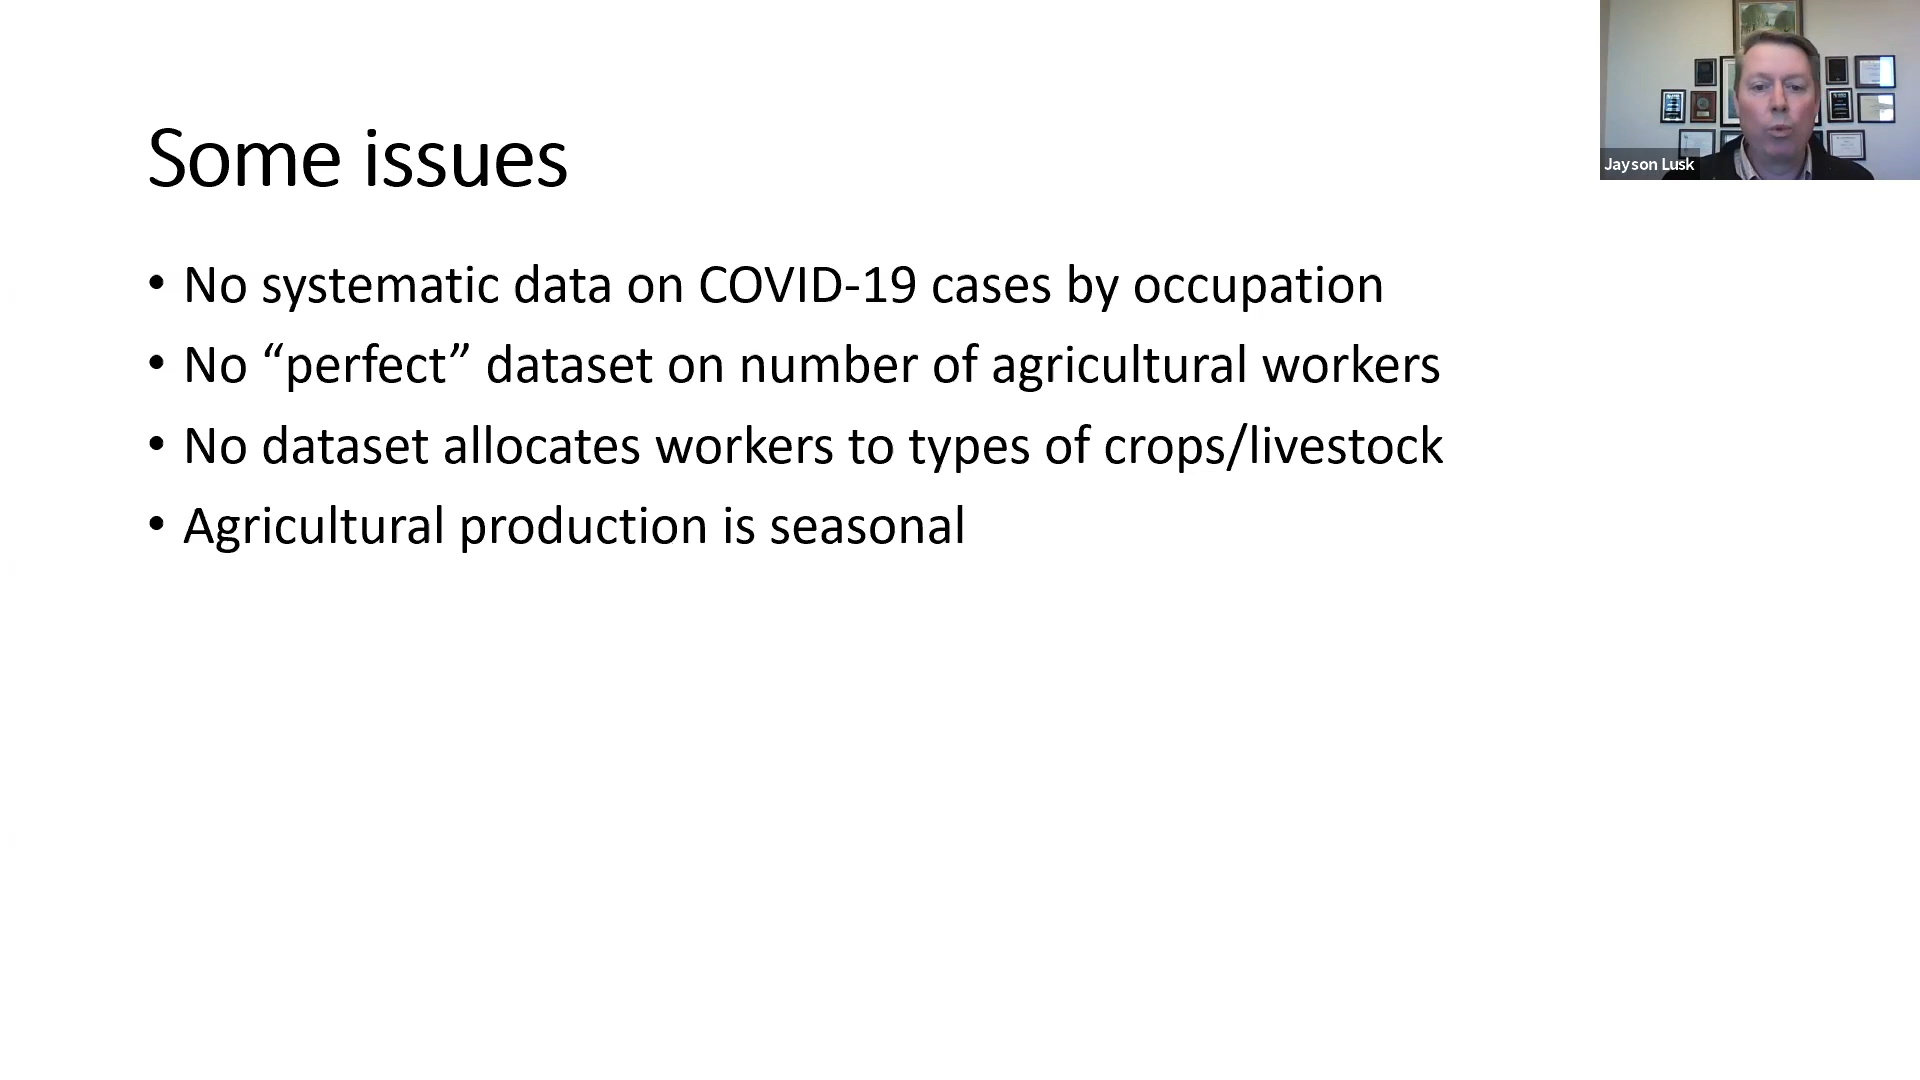 Some issues
• No systematic data on COVID-19 cases by occupation
• No “perfect” dataset on number of agricultural workers
• No dataset allocates workers to types of crops/livestock
• Agricultural production is seasonal
Jayson Lusk